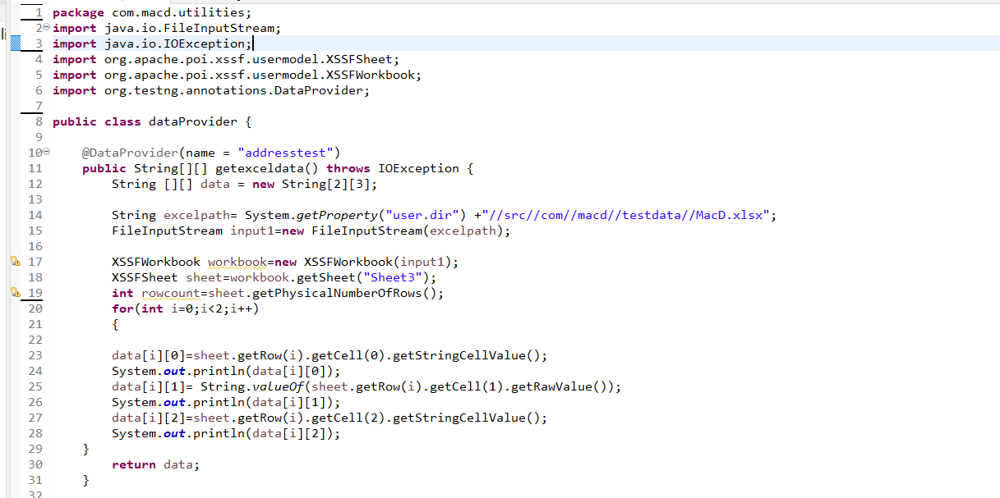 1 package com.macd.utilities;
2 import java.io.FileInputStream;
3 import java.io.IOException;
4 import org.apache.poi.xssf.usermodel.XSSFSheet;
5 import org.apache.poi.xssf.usermodel.XSSFWorkbook;
6 import org.testng.annotations.DataProvider;
7
8 public class dataProvider {
9
10 @DataProvider(name = "addresstest")
11 public String[][] getexceldata() throws IOException {
12 String [][] data = new String[2][3];
13
14 String excelpath= System.getProperty("user.dir") +"//src//com//macd//testdata//MacD.xlsx";
15 FileInputStream input1=new FileInputStream(excelpath);
16
17 XSSFWorkbook workbook=new XSSFWorkbook(input1);
18 XSSFSheet sheet=workbook.getSheet("Sheet3");
19 int rowcount=sheet.getPhysicalNumberOfRows();
20 for(int i=0;i<2;i++)
21 {
22
23 data[i][0]=sheet.getRow(i).getCell(0).getStringCellValue();
24 System.out.println(data[i][0]);
25 data[i][1]= String.valueOf(sheet.getRow(i).getCell(1).getRawValue());
26 System.out.println(data[i][1]);
27 data[i][2]=sheet.getRow(i).getCell(2).getStringCellValue();
28 System.out.println(data[i][2]);
29 }
30 return data;
31 }
32